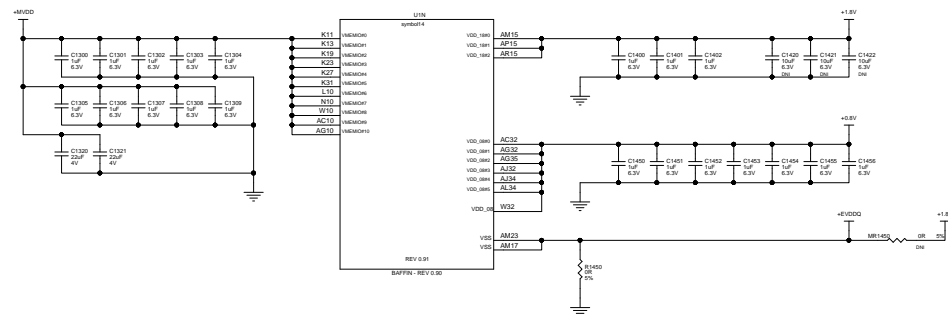 +MVDD
U1N
symbol14
+1.8V
K11 VMEMIO#0
K13 VMEMIO#1
K19 VMEMIO#2
K23 VMEMIO#3
K27 VMEMIO#4
K31 VMEMIO#5
L10 VMEMIO#6
N10 VMEMIO#7
W10 VMEMIO#8
AC10 VMEMIO#9
AG10 VMEMIO#10
VDD_18#0 AM15
VDD_18#1 AP15
VDD_18#2 AR15
C1300 1uF 6.3V
C1301 1uF 6.3V
C1302 1uF 6.3V
C1303 1uF 6.3V
C1304 1uF 6.3V
C1305 1uF 6.3V
C1306 1uF 6.3V
C1307 1uF 6.3V
C1308 1uF 6.3V
C1309 1uF 6.3V
C1320 22uF 4V
C1321 22uF 4V
C1400 1uF 6.3V
C1401 1uF 6.3V
C1402 1uF 6.3V
C1420 10uF 6.3V DNI
C1421 10uF 6.3V DNI
C1422 10uF 6.3V DNI
+0.8V
VDD_08#0 AC32
VDD_08#1 AG32
VDD_08#2 AG35
VDD_08#3 AJ32
VDD_08#4 AJ34
VDD_08#5 AL34
VDD_08 W32
C1450 1uF 6.3V
C1451 1uF 6.3V
C1452 1uF 6.3V
C1453 1uF 6.3V
C1454 1uF 6.3V
C1455 1uF 6.3V
C1456 1uF 6.3V
+EVDDQ
+1.8
VSS AM23
VSS AM17
MR1450 0R 5%
DNI
R1450
0R
5%
REV 0.91
BAFFIN - REV 0.90